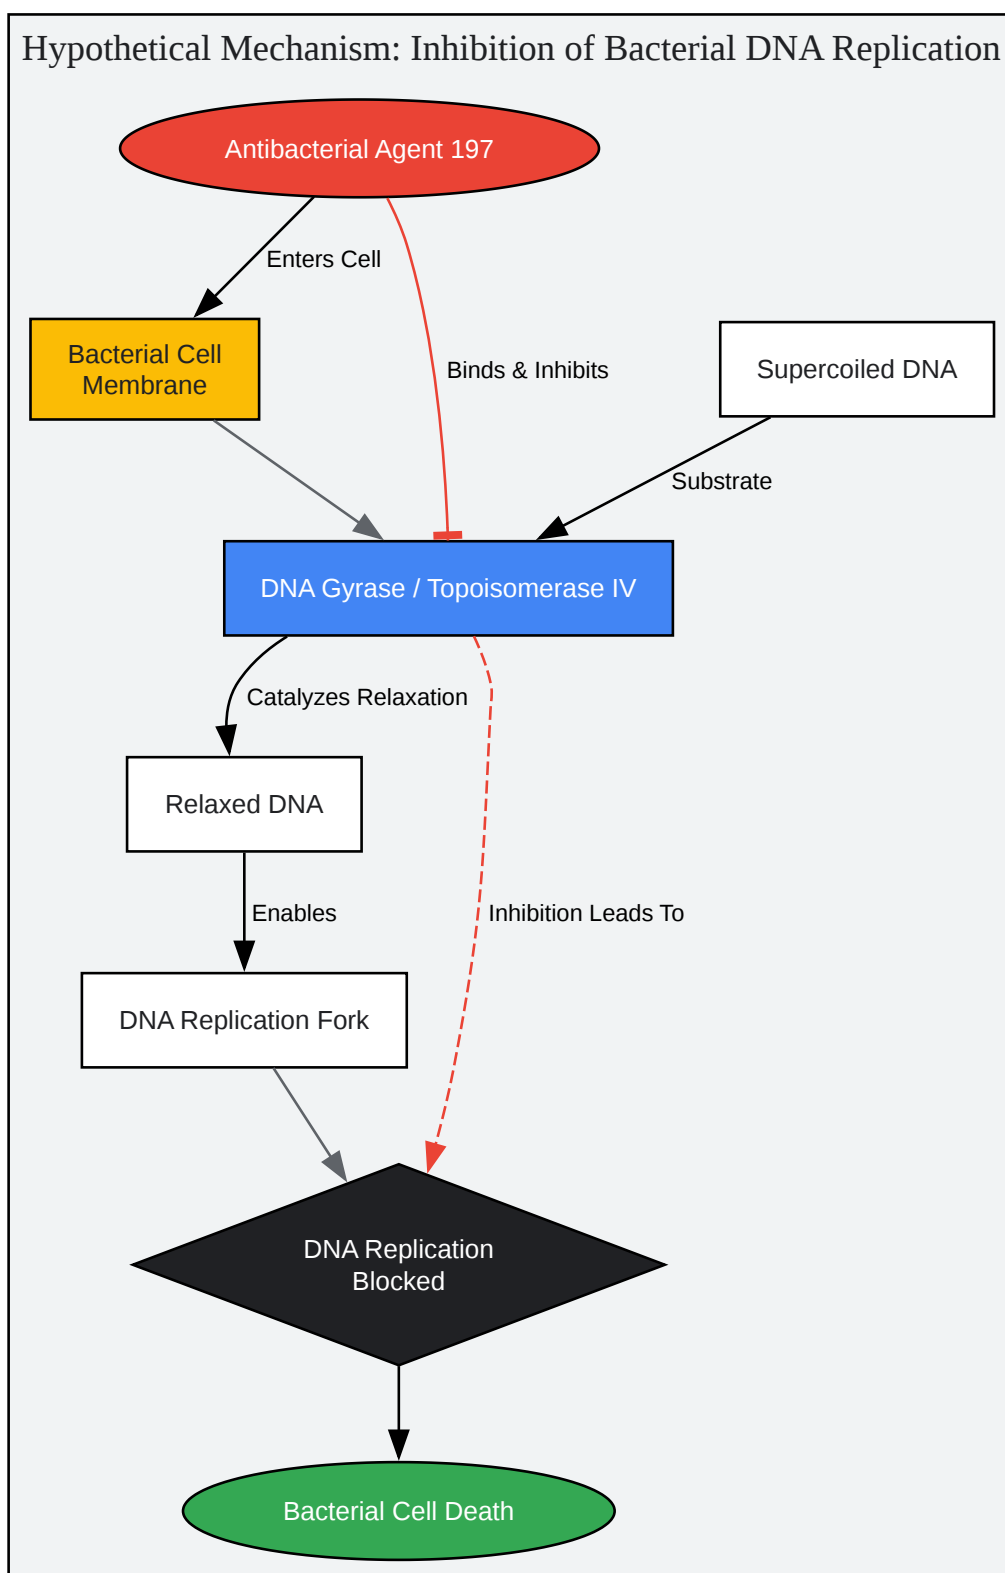 Hypothetical Mechanism: Inhibition of Bacterial DNA Replication
Antibacterial Agent 197
Enters Cell
Bacterial Cell
Membrane
Binds & Inhibits
Supercoiled DNA
Substrate
DNA Gyrase / Topoisomerase IV
Catalyzes Relaxation
Relaxed DNA
Enables
Inhibition Leads To
DNA Replication Fork
DNA Replication
Blocked
Bacterial Cell Death